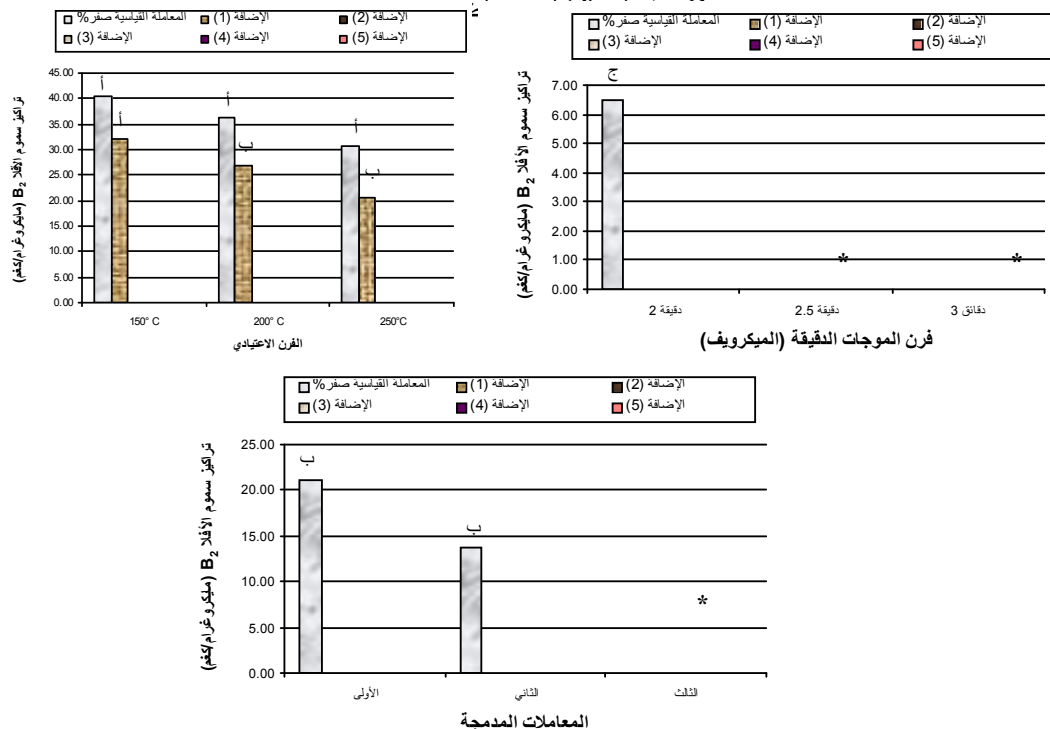 المعاملة القياسية صفر% الإضافة (1) الإضافة (2)
الإضافة (3) الإضافة (4) الإضافة (5)
تراكيز سموم الأفلا B2 (مايكروغرام/كغم)
45.00
40.00
35.00
30.00
25.00
20.00
15.00
10.00
5.00
0.00
أ أ أ ب أ ب
150° C 200° C 250°C
الفرن الاعتيادي
المعاملة القياسية صفر% الإضافة (1) الإضافة (2)
الإضافة (3) الإضافة (4) الإضافة (5)
تراكيز سموم الأفلا B2 (مايكروغرام/كغم)
7.00
6.00
5.00
4.00
3.00
2.00
1.00
0.00
ج * *
2 دقيقة 2.5 دقيقة 3 دقائق
فرن الموجات الدقيقة (الميكرويف)
المعاملة القياسية صفر% الإضافة (1) الإضافة (2)
الإضافة (3) الإضافة (4) الإضافة (5)
تراكيز سموم الأفلا B2 (مايكروغرام/كغم)
25.00
20.00
15.00
10.00
5.00
0.00
ب ب *
الأولى الثاني الثالث
المعاملات المدمجة